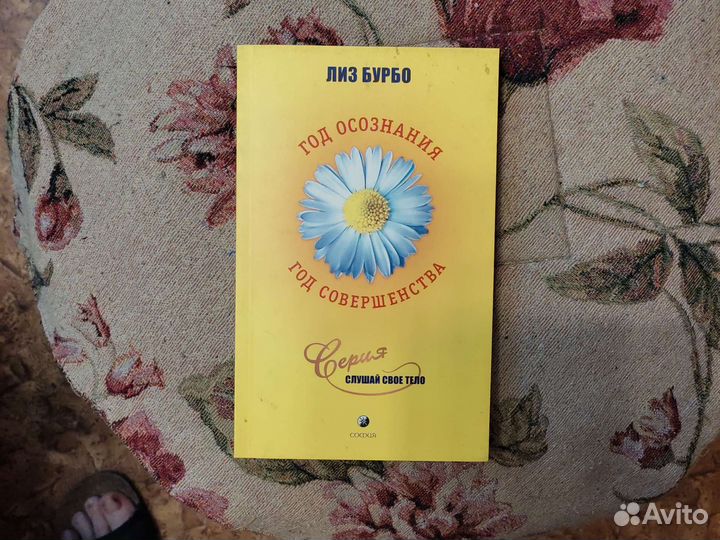 ЛИЗ БУРБО
ГОД ОСОЗНАНИЯ
ГОД СОВЕРШЕНСТВА
Серия
СЛУШАЙ СВОЕ ТЕЛО
СОФИЯ
Avito